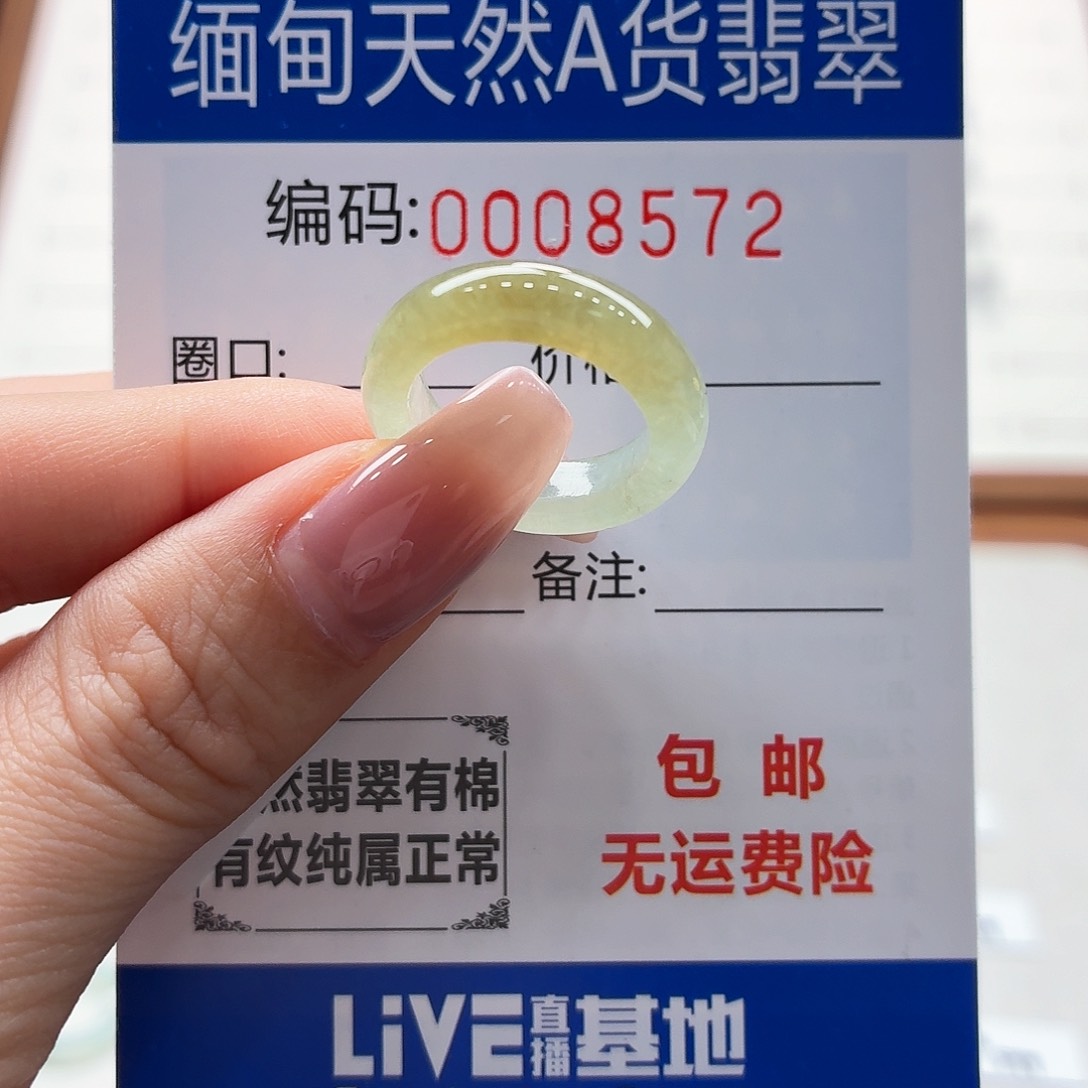 缅甸天然A货翡翠
编码:0008572
圈口:
备注:
然翡翠有棉
有纹纯属正常
包邮
无运费险
LiVE直播基地